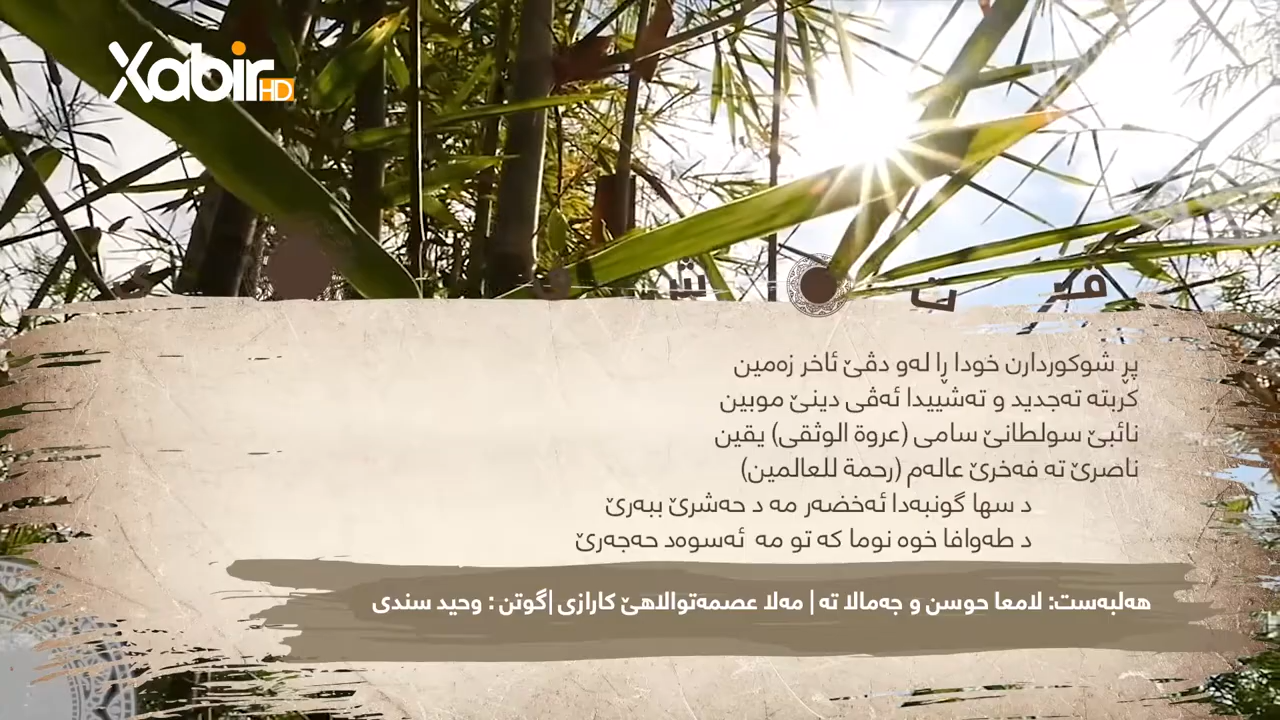 Xabir HD
پڕ شوکوردارن خودا ڕا لەو دڤێ ئاخر زەمین
کربتە تەجدید و تەشییدا ئەڤی دینێ موبین
نائبێ سولطانێ سامی (عروة الوثقی) یقین
ناصرێ تە فەخرێ عالەم (رحمة للعالمین)
د سها گونبەدا ئەخضەر مە د حەشرێ ببەرێ
د طەوافا خوە نوما کە تو مە ئەسوەد حەجەرێ
هەلبەست: لامعا حوسن و جەمالا تە | مەلا عصمەتوالاهێ کارازی |گوتن : وحید سندی